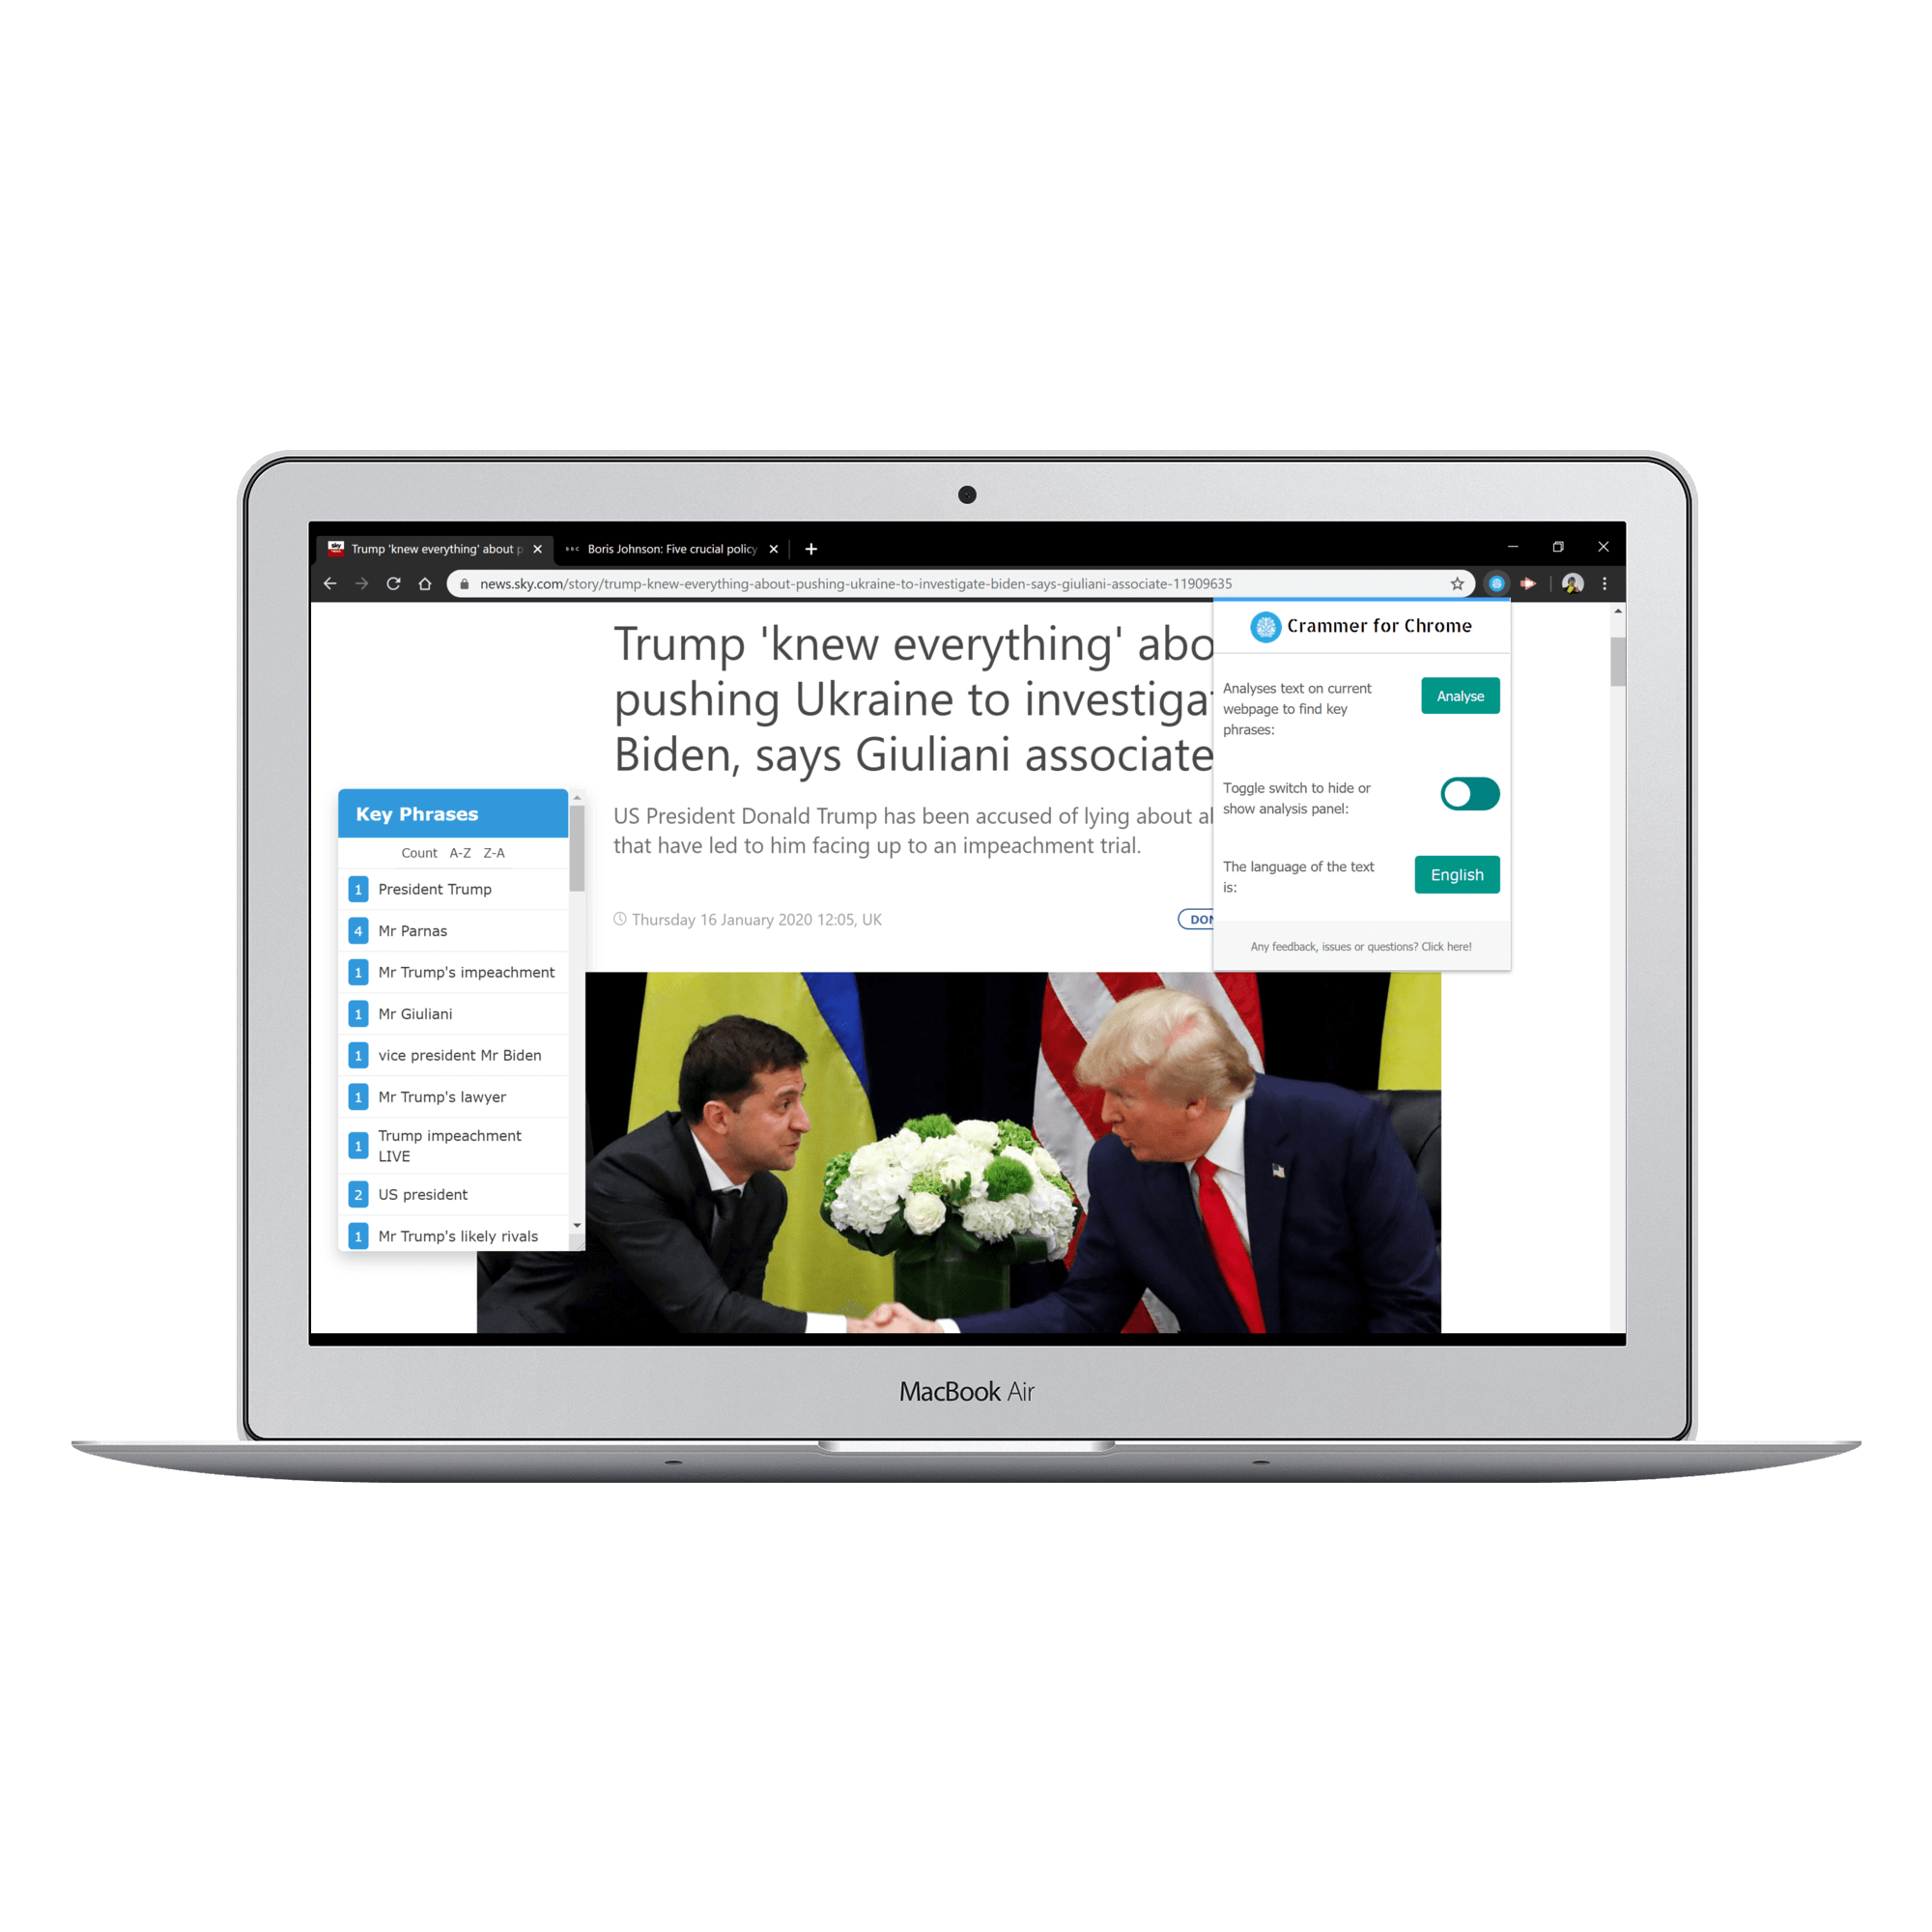 Trump 'knew everything' about p
BBC Boris Johnson: Five crucial policy
news.sky.com/story/trump-knew-everything-about-pushing-ukraine-to-investigate-biden-says-giuliani-associate-11909635
Trump 'knew everything' abo
pushing Ukraine to investigat
Biden, says Giuliani associate
US President Donald Trump has been accused of lying about al
that have led to him facing up to an impeachment trial.
Thursday 16 January 2020 12:05, UK
DON
Crammer for Chrome
Analyses text on current
webpage to find key
phrases:
Analyse
Toggle switch to hide or
show analysis panel:
The language of the text
is:
English
Any feedback, issues or questions? Click here!
Key Phrases
Count A-Z Z-A
1 President Trump
4 Mr Parnas
1 Mr Trump's impeachment
1 Mr Giuliani
1 vice president Mr Biden
1 Mr Trump's lawyer
1 Trump impeachment
LIVE
2 US president
1 Mr Trump's likely rivals
MacBook Air